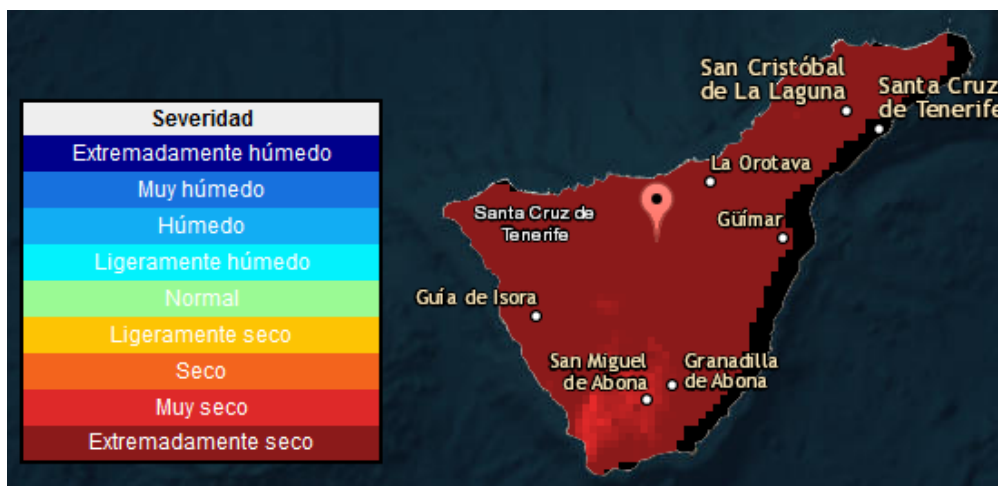 Severidad
Extremadamente húmedo
Muy húmedo
Húmedo
Ligeramente húmedo
Normal
Ligeramente seco
Seco
Muy seco
Extremadamente seco
San Cristóbal
de La Laguna
Santa Cruz
de Tenerife
La Orotava
Santa Cruz de
Tenerife
Güímar
Guía de Isora
San Miguel
de Abona
Granadilla
de Abona